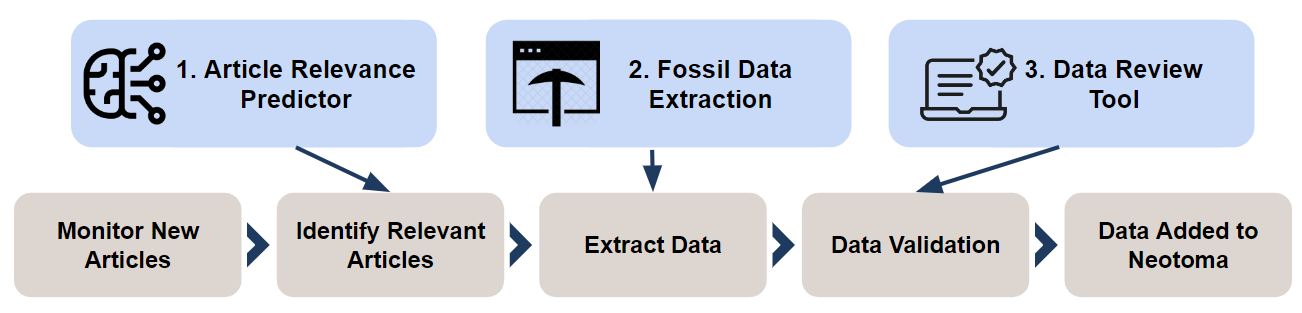 1. Article Relevance
Predictor
2. Fossil Data
Extraction
3. Data Review
Tool
Monitor New
Articles
Identify Relevant
Articles
Extract Data
Data Validation
Data Added to
Neotoma